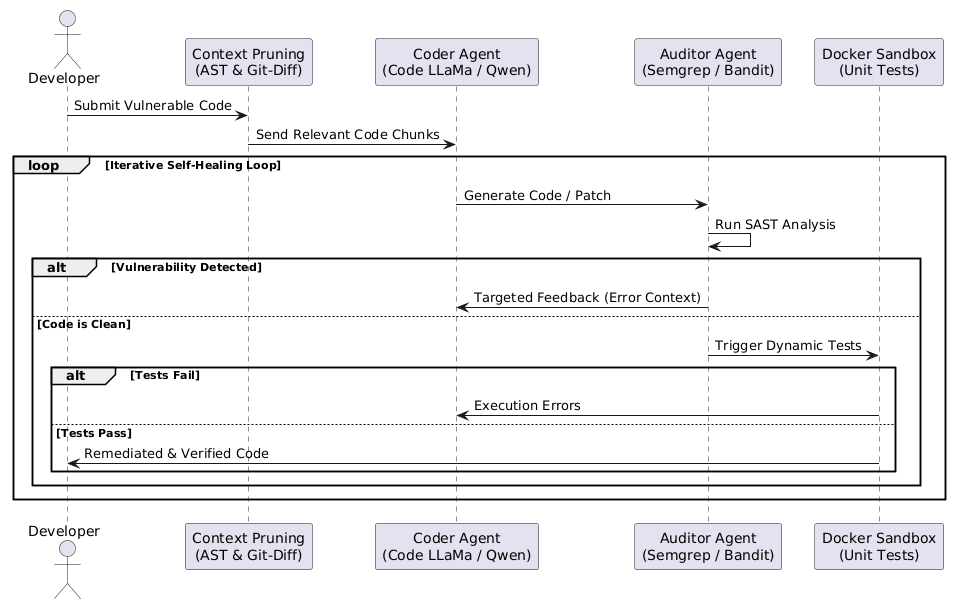 Developer
Context Pruning
(AST & Git-Diff)
Coder Agent
(Code LLaMa / Qwen)
Auditor Agent
(Semgrep / Bandit)
Docker Sandbox
(Unit Tests)
Submit Vulnerable Code
Send Relevant Code Chunks
loop [Iterative Self-Healing Loop]
Generate Code / Patch
Run SAST Analysis
alt [Vulnerability Detected]
Targeted Feedback (Error Context)
[Code is Clean]
Trigger Dynamic Tests
alt [Tests Fail]
Execution Errors
[Tests Pass]
Remediated & Verified Code
Developer
Context Pruning
(AST & Git-Diff)
Coder Agent
(Code LLaMa / Qwen)
Auditor Agent
(Semgrep / Bandit)
Docker Sandbox
(Unit Tests)